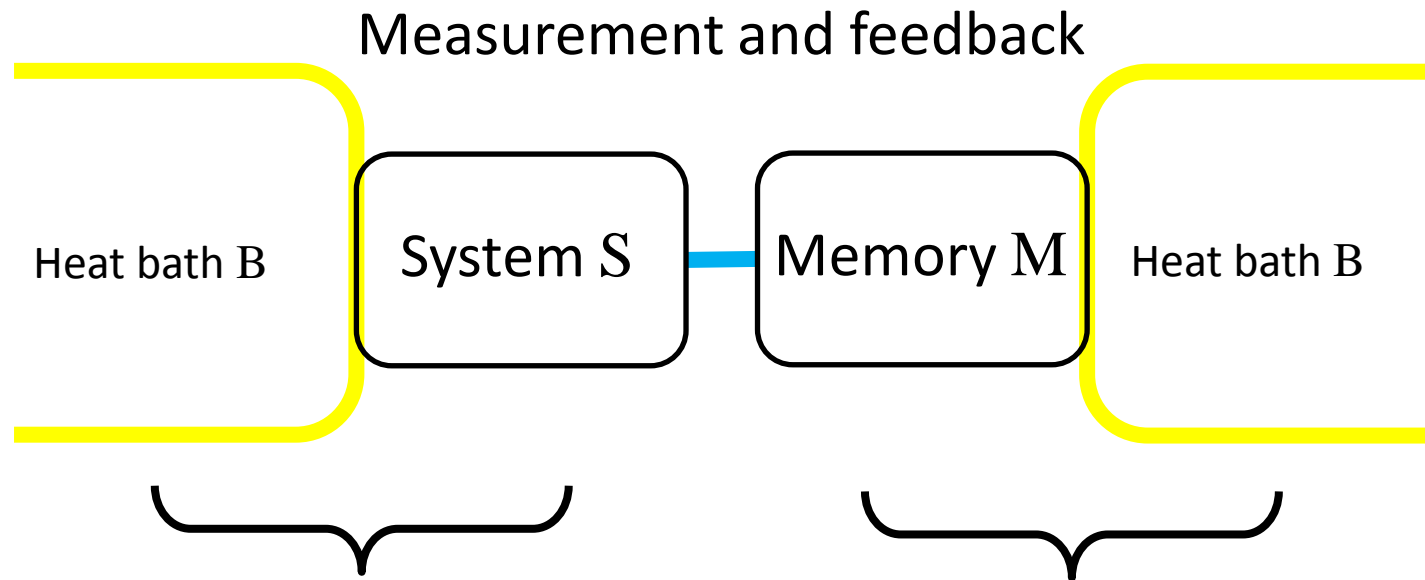 Measurement and feedback
Heat bath B
System S
Memory M
Heat bath B